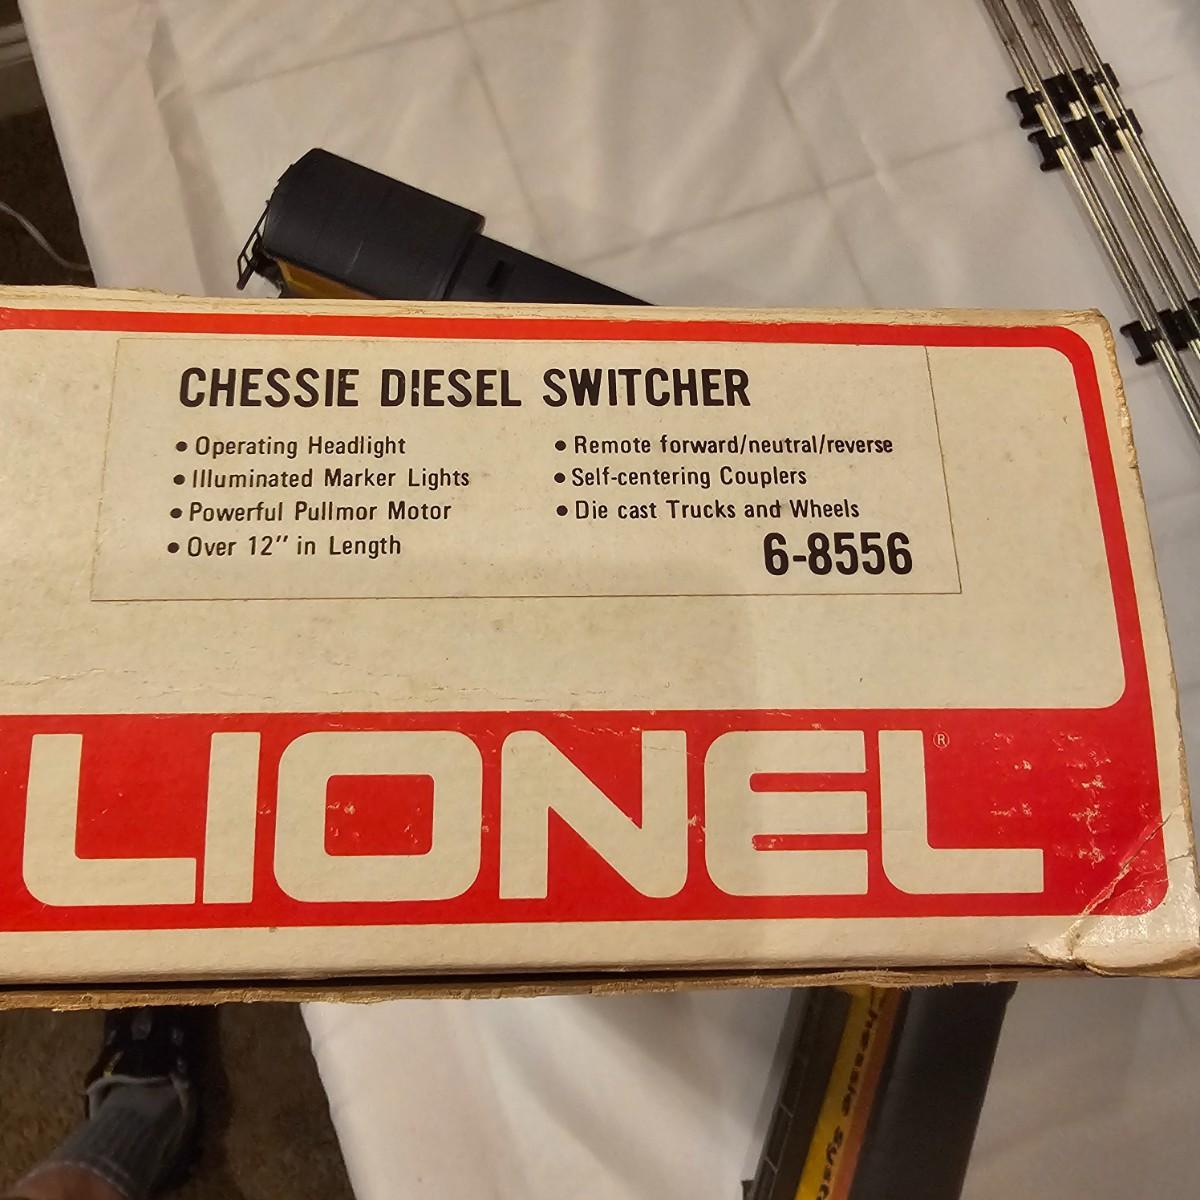 CHESSIE DIESEL SWITCHER
• Operating Headlight
• Illuminated Marker Lights
• Powerful Pullmor Motor
• Over 12" in Length
• Remote forward/neutral/reverse
• Self-centering Couplers
• Die cast Trucks and Wheels
6-8556
LIONEL®